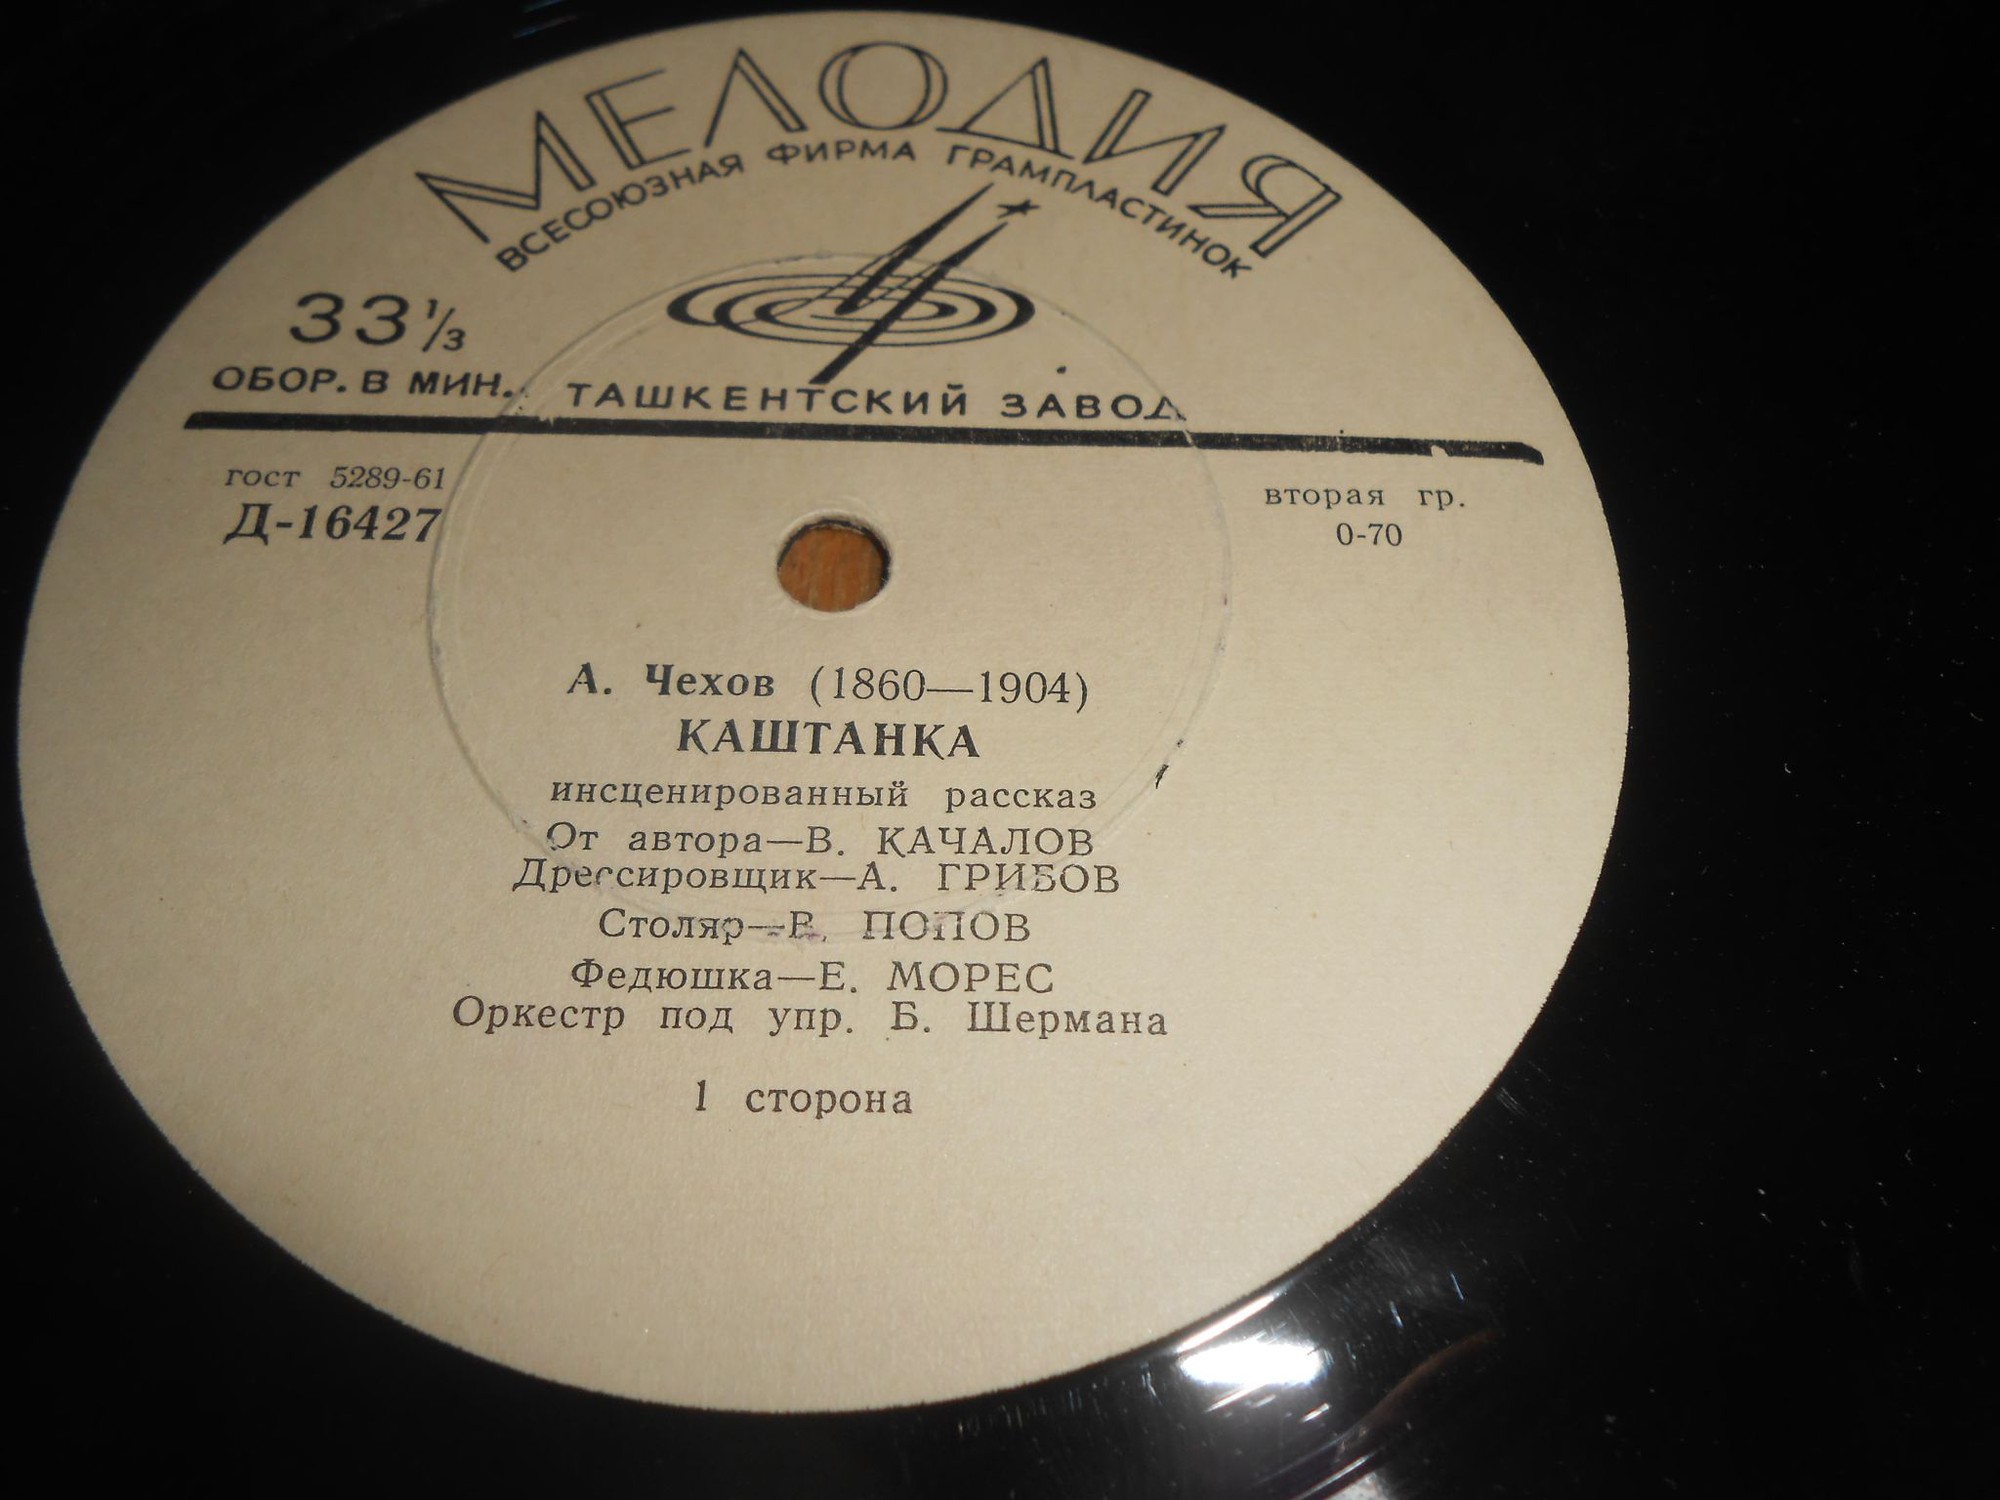 МЕЛОДИЯ
ВСЕСОЮЗНАЯ ФИРМА ГРАМПЛАСТИНОК
33⅓
ОБОР. В МИН.
ТАШКЕНТСКИЙ ЗАВОД
гост 5289-61
Д-16427
вторая гр.
0-70
А. Чехов (1860—1904)
КАШТАНКА
инсценированный рассказ
От автора—В. КАЧАЛОВ
Дрессировщик—А. ГРИБОВ
Столяр—В. ПОПОВ
Федюшка—Е. МОРЕС
Оркестр под упр. Б. Шермана
1 сторона